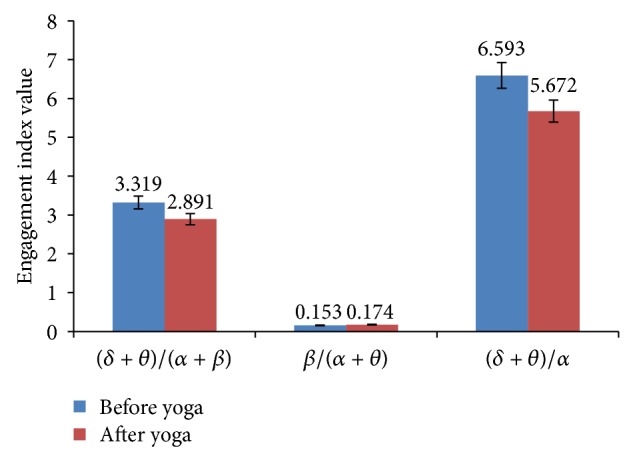 Engagement index value
8
7
6
5
4
3
2
1
0
3.319
2.891
0.153
0.174
6.593
5.672
(δ + θ)/(α + β)
β/(α + θ)
(δ + θ)/α
Before yoga
After yoga